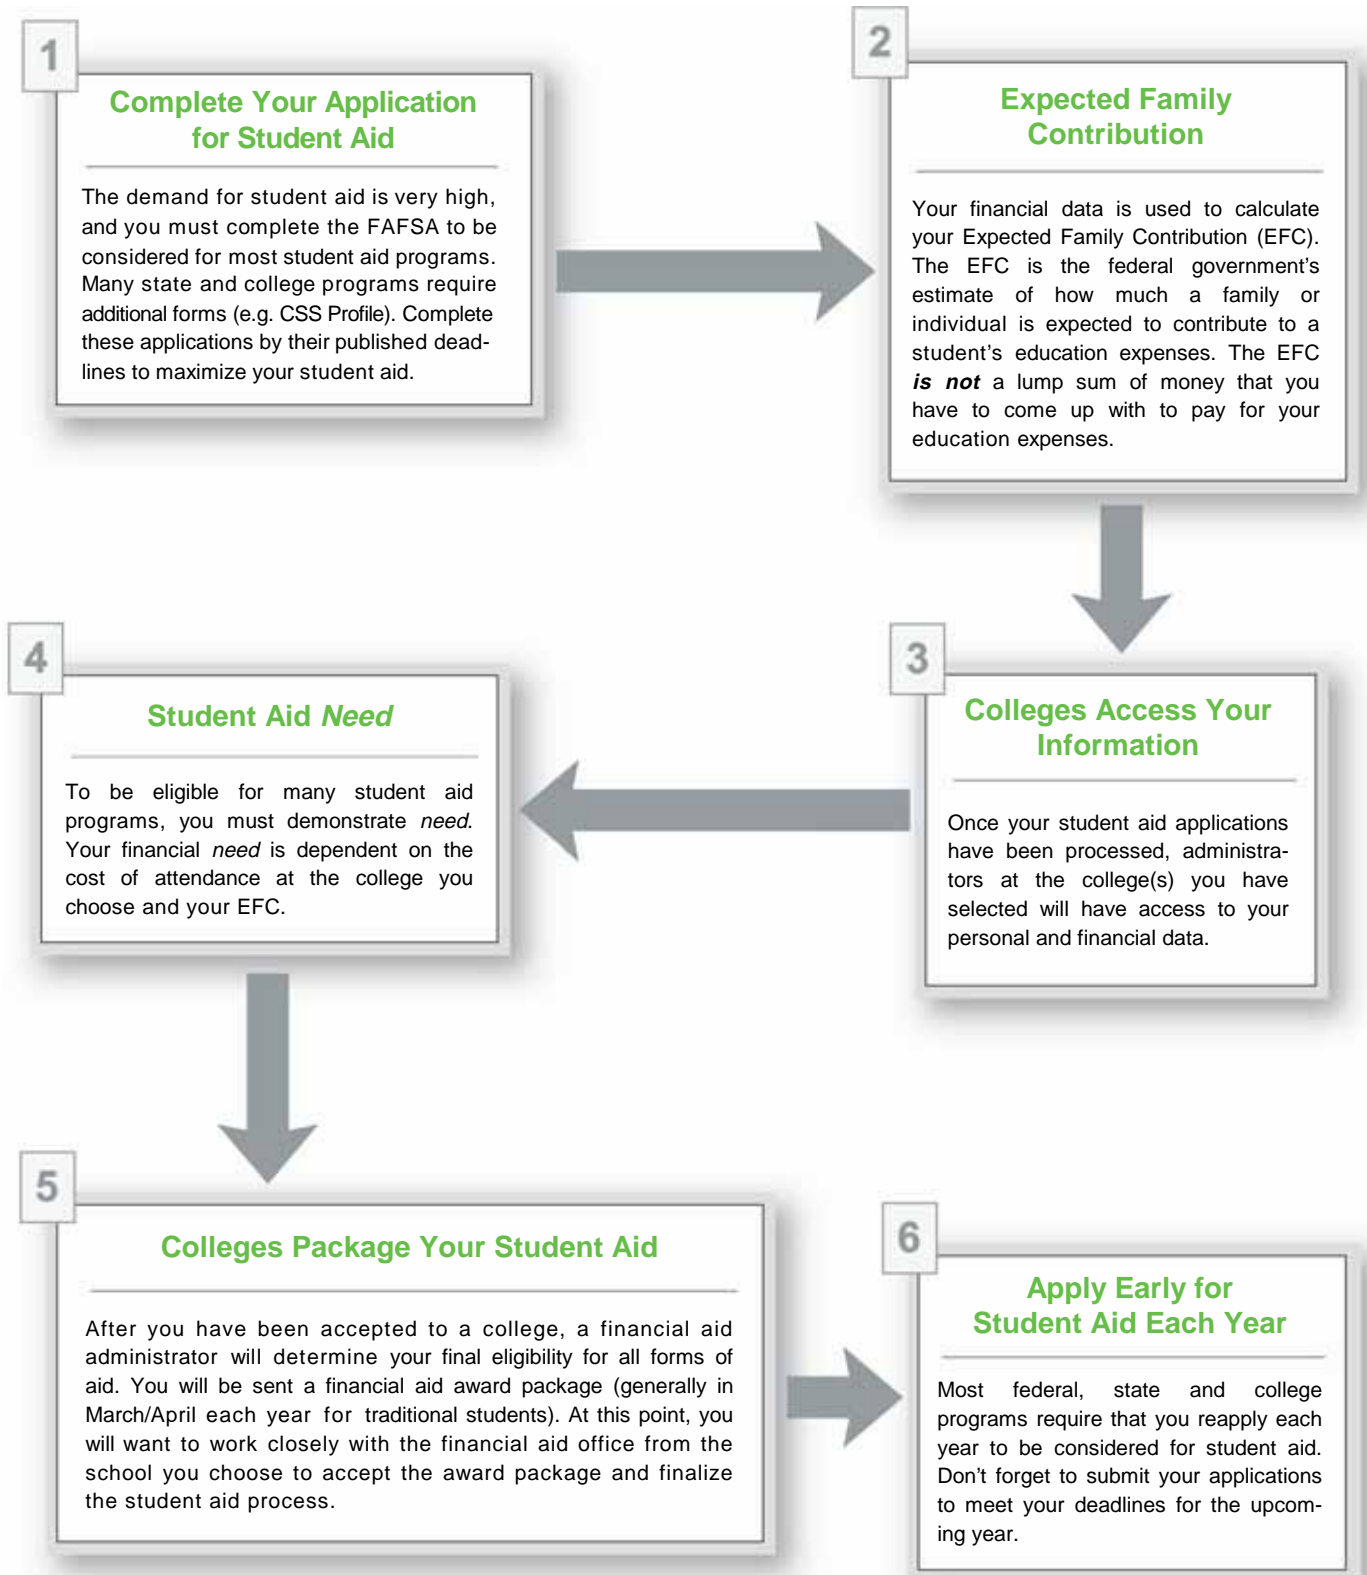 1
Complete Your Application
for Student Aid
The demand for student aid is very high,
and you must complete the FAFSA to be
considered for most student aid programs.
Many state and college programs require
additional forms (e.g. CSS Profile). Complete
these applications by their published dead-
lines to maximize your student aid.
2
Expected Family
Contribution
Your financial data is used to calculate
your Expected Family Contribution (EFC).
The EFC is the federal government's
estimate of how much a family or
individual is expected to contribute to a
student's education expenses. The EFC
is not a lump sum of money that you
have to come up with to pay for your
education expenses.
3
Colleges Access Your
Information
Once your student aid applications
have been processed, administra-
tors at the college(s) you have
selected will have access to your
personal and financial data.
4
Student Aid Need
To be eligible for many student aid
programs, you must demonstrate need.
Your financial need is dependent on the
cost of attendance at the college you
choose and your EFC.
5
Colleges Package Your Student Aid
After you have been accepted to a college, a financial aid
administrator will determine your final eligibility for all forms of
aid. You will be sent a financial aid award package (generally in
March/April each year for traditional students). At this point, you
will want to work closely with the financial aid office from the
school you choose to accept the award package and finalize
the student aid process.
6
Apply Early for
Student Aid Each Year
Most federal, state and college
programs require that you reapply each
year to be considered for student aid.
Don't forget to submit your applications
to meet your deadlines for the upcom-
ing year.